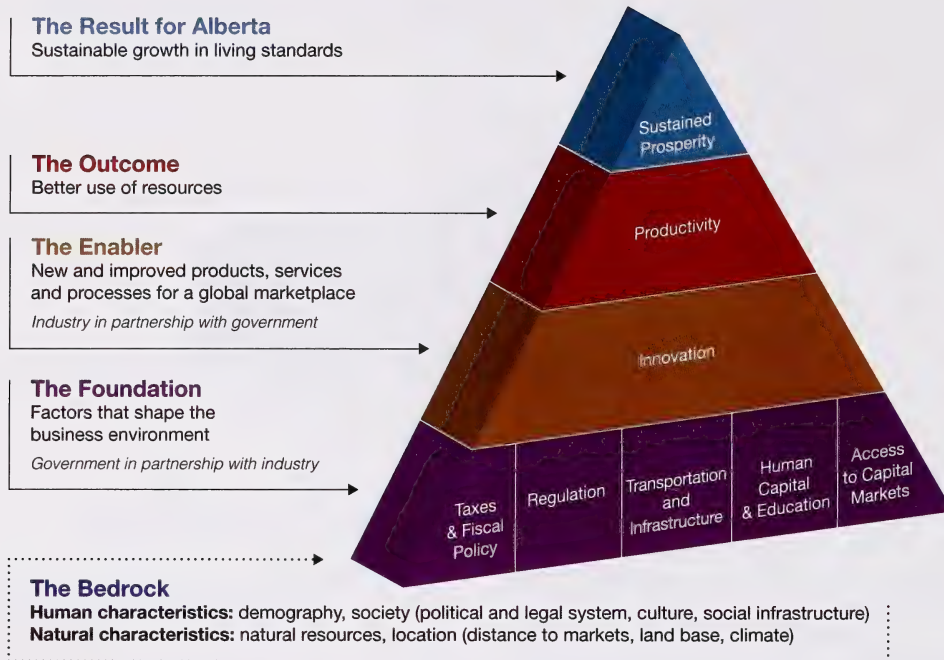 The Result for Alberta
Sustainable growth in living standards
Sustained
Prosperity
The Outcome
Better use of resources
Productivity
The Enabler
New and improved products, services
and processes for a global marketplace
Industry in partnership with government
Innovation
The Foundation
Factors that shape the
business environment
Government in partnership with industry
Taxes
& Fiscal
Policy
Regulation
Transportation
and
Infrastructure
Human
Capital
& Education
Access
to Capital
Markets
The Bedrock
Human characteristics: demography, society (political and legal system, culture, social infrastructure)
Natural characteristics: natural resources, location (distance to markets, land base, climate)